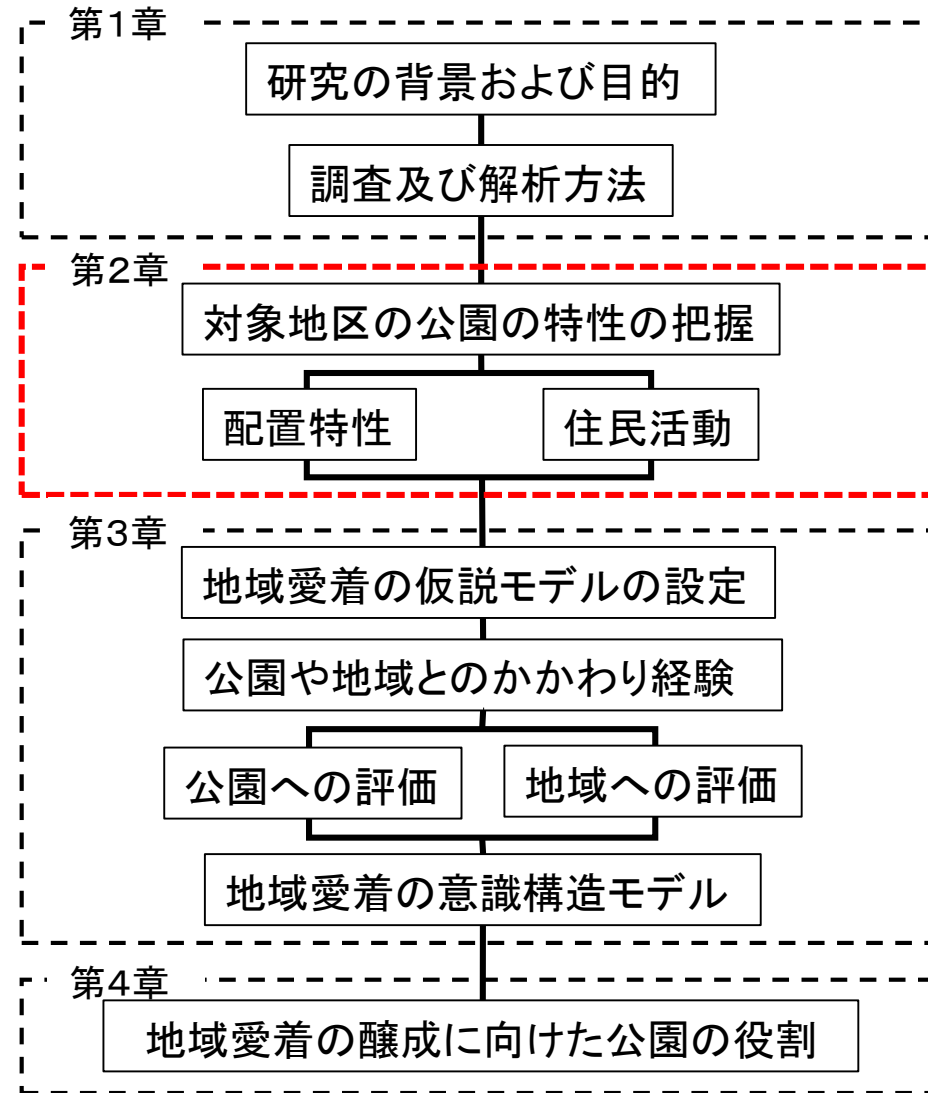 第1章
研究の背景および目的
調査及び解析方法
第2章
対象地区の公園の特性の把握
配置特性
住民活動
第3章
地域愛着の仮説モデルの設定
公園や地域とのかかわり経験
公園への評価
地域への評価
地域愛着の意識構造モデル
第4章
地域愛着の醸成に向けた公園の役割